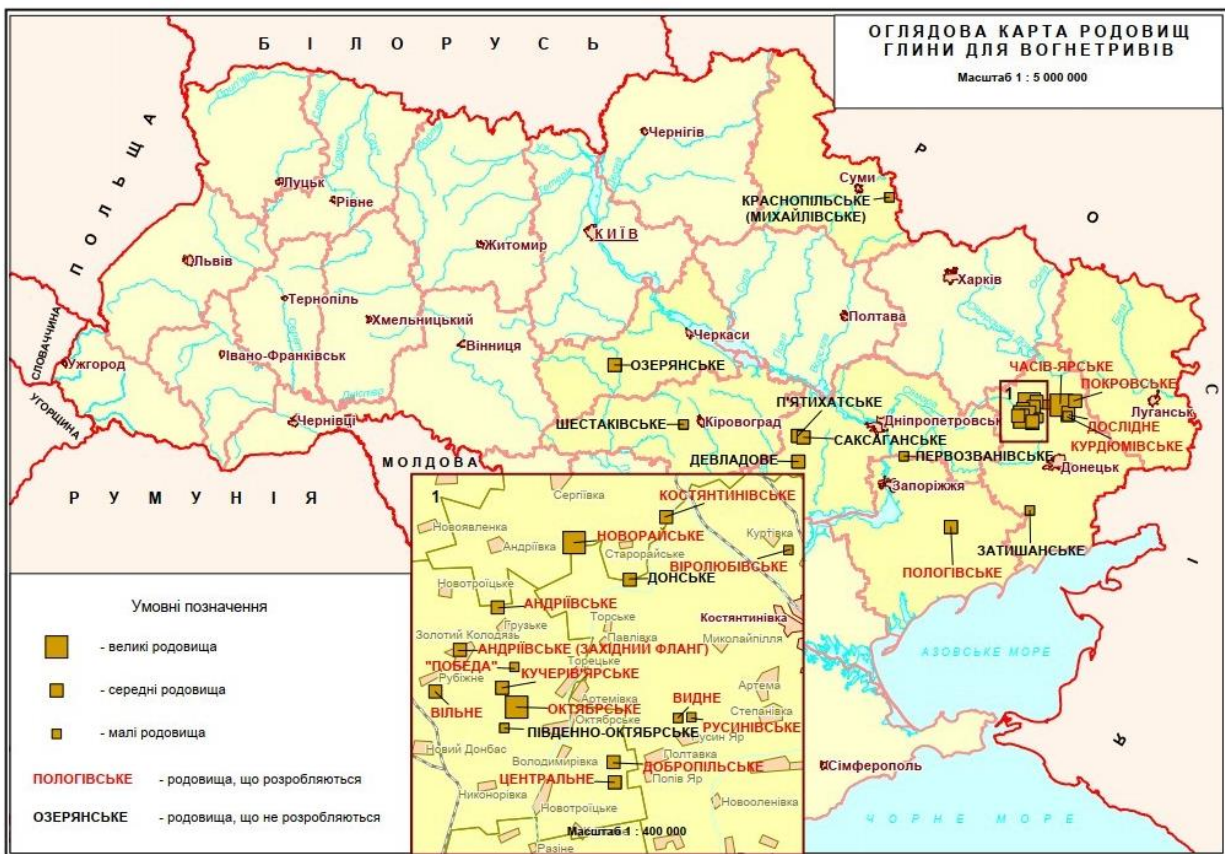 ОГЛЯДОВА КАРТА РОДОВИЩ
ГЛИНИ ДЛЯ ВОГНЕТРИВІВ
Масштаб 1 : 5 000 000
БІЛОРУСЬ
ПОЛЬЩА
СЛОВАЧЧИНА
УГОРЩИНА
РУМУНІЯ
МОЛДОВА
РОСІЯ
Чернігів
Суми
КРАСНОПІЛЬСЬКЕ
(МИХАЙЛІВСЬКЕ)
Луцьк
Рівне
КИЇВ
Житомир
Львів
Харків
Тернопіль
Хмельницький
Полтава
Вінниця
Черкаси
Ужгород
Івано-Франківськ
ОЗЕРЯНСЬКЕ
ЧАСІВ-ЯРСЬКЕ
ПОКРОВСЬКЕ
1
Луганськ
Чернівці
П'ЯТИХАТСЬКЕ
ШЕСТАКІВСЬКЕ
Кіровоград
Дніпропетровськ
ДОСЛІДНЕ
САКСАГАНСЬКЕ
КУРДЮМІВСЬКЕ
ДЕВЛАДОВЕ
ПЕРВОЗВАНІВСЬКЕ
Донецьк
Запоріжжя
ЗАТИШАНСЬКЕ
ПОЛОГІВСЬКЕ
АЗОВСЬКЕ МОРЕ
Сімферополь
ЧОРНЕ МОРЕ
1
Сергіївка
КОСТЯНТИНІВСЬКЕ
Новоявленка
НОВОРАЙСЬКЕ
Куртівка
Андріївка
Старорайське
ВІРОЛЮБІВСЬКЕ
Новотроїцьке
ДОНСЬКЕ
АНДРІЇВСЬКЕ
Грузьке
Торське
Костянтинівка
Золотий Колодязь
Павлівка
Миколайпілля
АНДРІЇВСЬКЕ (ЗАХІДНИЙ ФЛАНГ)
"ПОБЕДА"
Торецьке
Рубіжне
КУЧЕРІВ'ЯРСЬКЕ
Артема
ВІЛЬНЕ
Артемівка
ОКТЯБРСЬКЕ
ВИДНЕ
Степанівка
Октябрське
РУСИНІВСЬКЕ
ПІВДЕННО-ОКТЯБРСЬКЕ
Русин Яр
Новий Донбас
Володимирівка
Полтавка
ДОБРОПІЛЬСЬКЕ
ЦЕНТРАЛЬНЕ
Попів Яр
Никонорівка
Новотроїцьке
Новооленівка
Масштаб 1 : 400 000
Разіне
Умовні позначення
- великі родовища
- середні родовища
- малі родовища
ПОЛОГІВСЬКЕ - родовища, що розробляються
ОЗЕРЯНСЬКЕ - родовища, що не розробляються